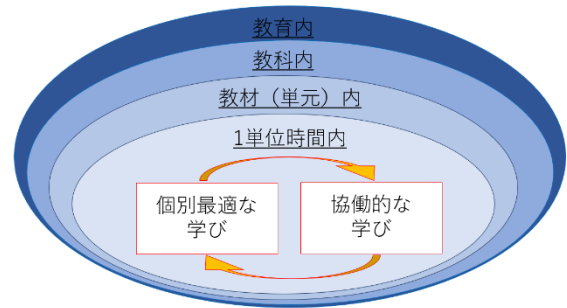 教育内
教科内
教材（単元）内
1単位時間内
個別最適な
学び
協働的な
学び